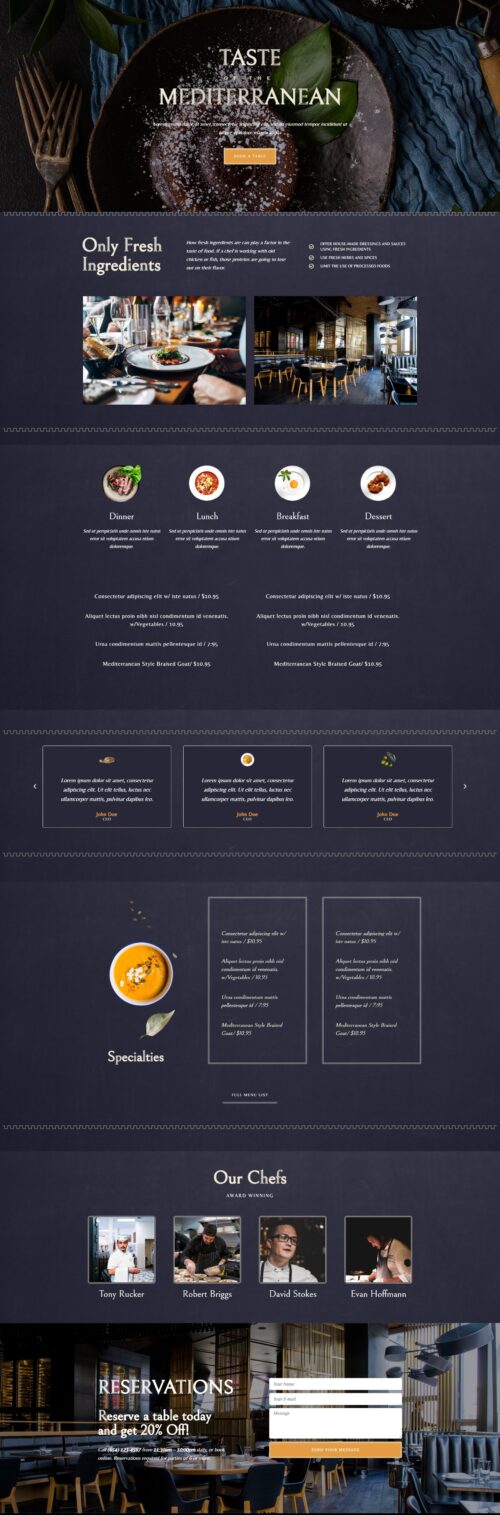 TASTE
OF THE
MEDITERRANEAN
Lorem ipsum dolor sit amet, consectetur adipiscing elit, sed do eiusmod tempor incididunt ut
BOOK A TABLE
Only Fresh
Ingredients
How fresh ingredients are can play a factor in the
taste of food. If a chef is working with old
chicken or fish, those proteins are going to lose
out on their flavor.
OFFER HOUSE-MADE DRESSINGS AND SAUCES
USING FRESH INGREDIENTS
USE FRESH HERBS AND SPICES
LIMIT THE USE OF PROCESSED FOODS
Dinner
Sed ut perspiciatis unde omnis iste natus
error sit voluptatem accusa ntium
doloremque.
Lunch
Sed ut perspiciatis unde omnis iste natus
error sit voluptatem accusa ntium
doloremque.
Breakfast
Sed ut perspiciatis unde omnis iste natus
error sit voluptatem accusa ntium
doloremque.
Dessert
Sed ut perspiciatis unde omnis iste natus
error sit voluptatem accusa ntium
doloremque.
Consectetur adipiscing elit w/ iste natus / $10.95
Aliquet lectus proin nibh nisl condimentum id venenatis.
w/Vegetables / 10.95
Urna condimentum mattis pellentesque id / 7.95
Mediterranean Style Braised Goat/ $10.95
Consectetur adipiscing elit w/ iste natus / $10.95
Aliquet lectus proin nibh nisl condimentum id venenatis.
w/Vegetables / 10.95
Urna condimentum mattis pellentesque id / 7.95
Mediterranean Style Braised Goat/ $10.95
Lorem ipsum dolor sit amet, consectetur
adipiscing elit. Ut elit tellus, luctus nec
ullamcorper mattis, pulvinar dapibus leo.
John Doe
CEO
Lorem ipsum dolor sit amet, consectetur
adipiscing elit. Ut elit tellus, luctus nec
ullamcorper mattis, pulvinar dapibus leo.
John Doe
CEO
Lorem ipsum dolor sit amet, consectetur
adipiscing elit. Ut elit tellus, luctus nec
ullamcorper mattis, pulvinar dapibus leo.
John Doe
CEO
Specialties
Consectetur adipiscing elit w/
iste natus / $10.95
Aliquet lectus proin nibh nisl
condimentum id venenatis.
w/Vegetables / 10.95
Urna condimentum mattis
pellentesque id / 7.95
Mediterranean Style Braised
Goat/ $10.95
Consectetur adipiscing elit w/
iste natus / $10.95
Aliquet lectus proin nibh nisl
condimentum id venenatis.
w/Vegetables / 10.95
Urna condimentum mattis
pellentesque id / 7.95
Mediterranean Style Braised
Goat/ $10.95
FULL MENU LIST
Our Chefs
AWARD WINNING
Tony Rucker
Robert Briggs
David Stokes
Evan Hoffmann
RESERVATIONS
Reserve a table today
and get 20% Off!
Call from 11:30am - 10:00pm daily, or book
online. Reservations required for parties of 6 or more.
Your Name
Your E-mail
Message
SEND YOUR MESSAGE